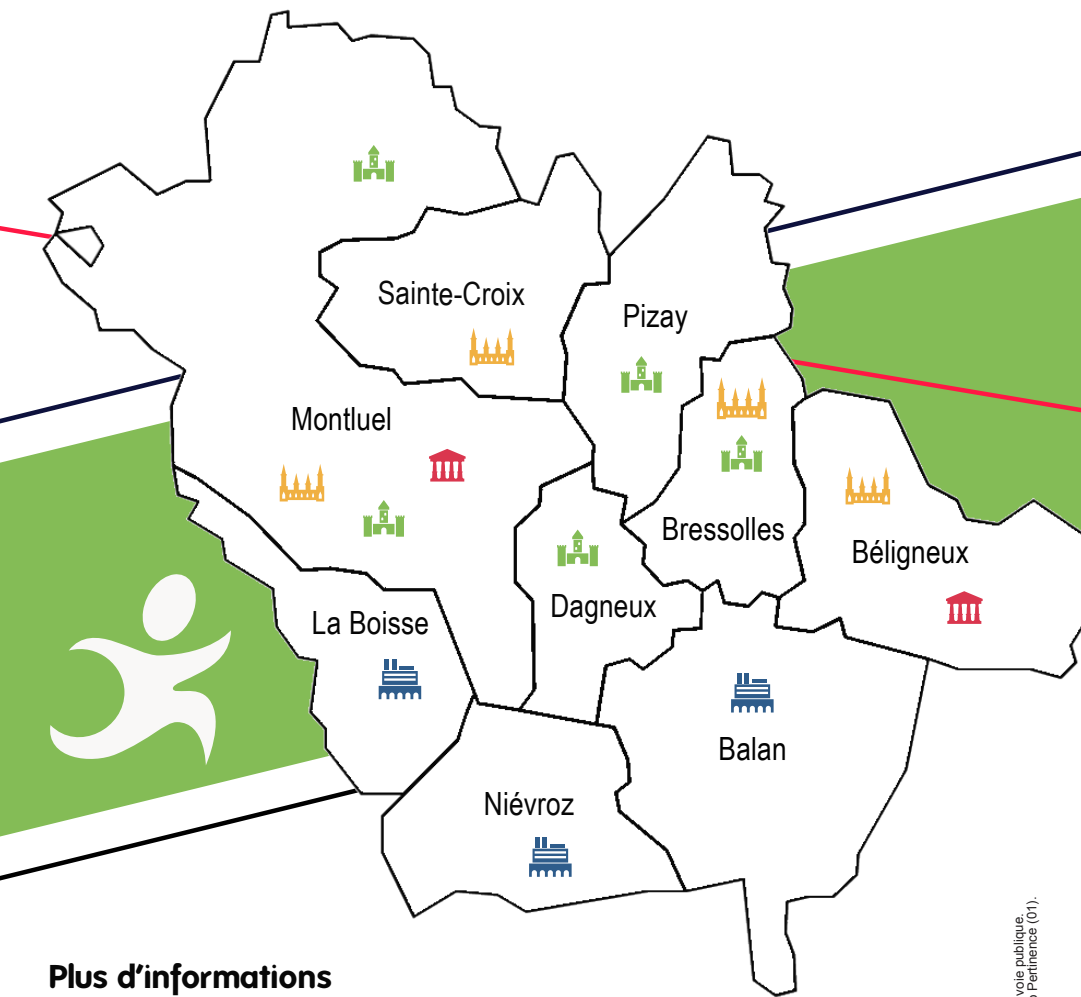 Sainte-Croix
Pizay
Montluel
Bressolles
Béligneux
Dagneux
La Boisse
Balan
Niévroz
Plus d'informations
voie publique.
Pertinence (01).